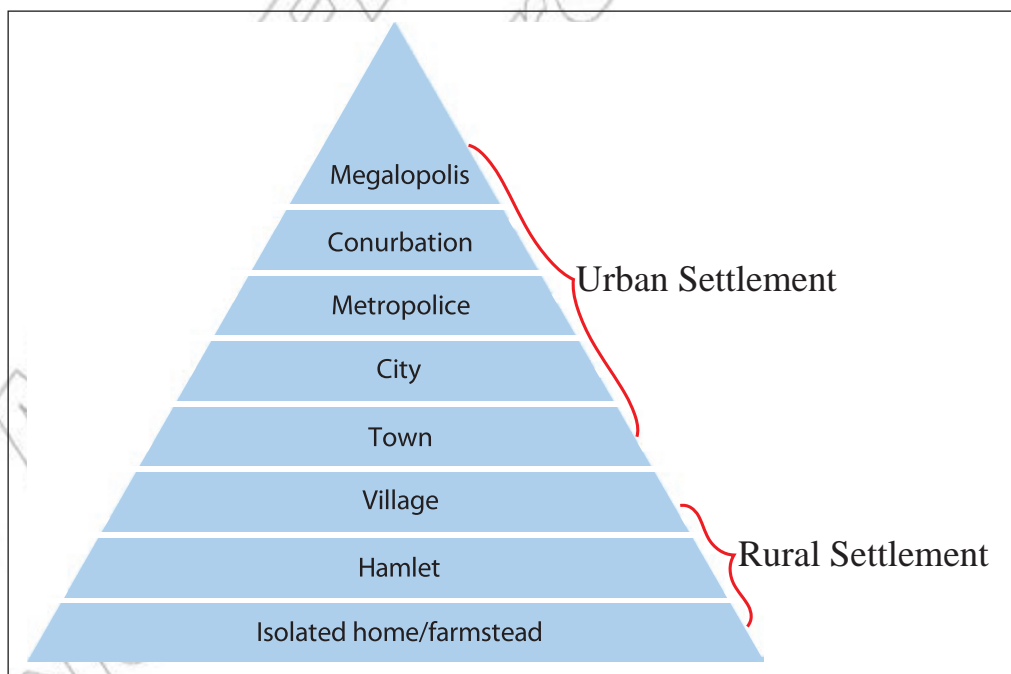 Megalopolis
Conurbation
Urban Settlement
Metropolice
City
Town
Village
Rural Settlement
Hamlet
Isolated home/farmstead